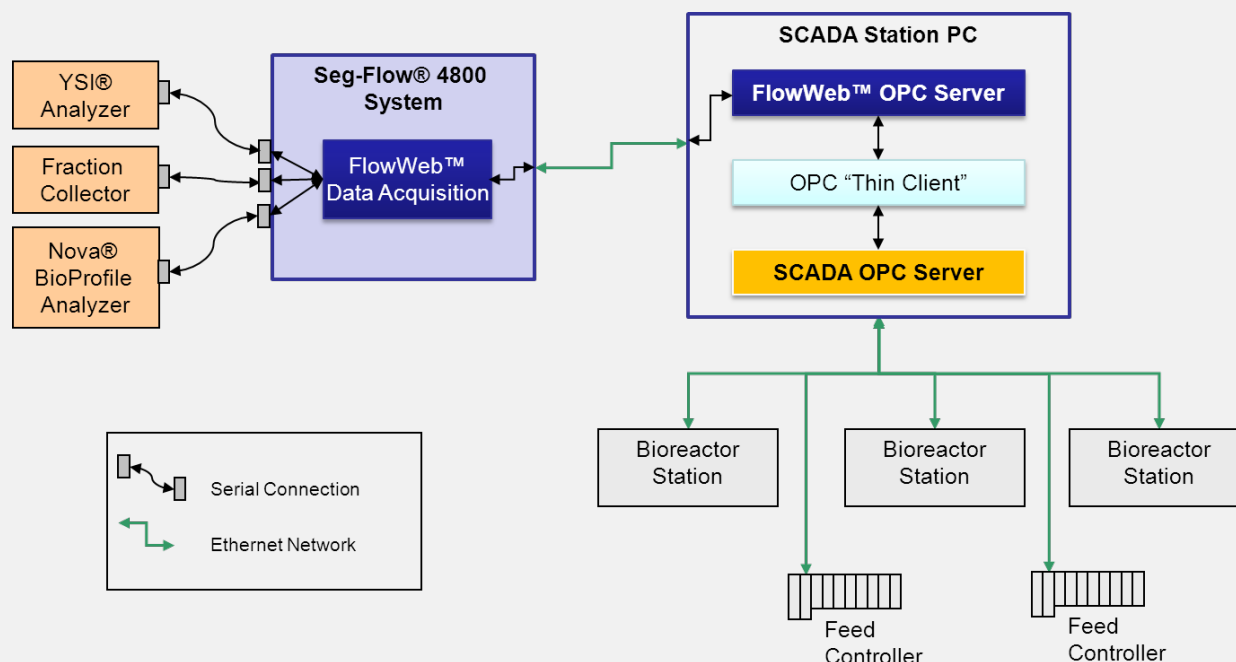 YSI®
Analyzer
Fraction
Collector
Nova®
BioProfile
Analyzer
Seg-Flow® 4800
System
FlowWeb™
Data Acquisition
SCADA Station PC
FlowWeb™ OPC Server
OPC “Thin Client”
SCADA OPC Server
Bioreactor
Station
Bioreactor
Station
Bioreactor
Station
Feed
Controller
Feed
Controller
Serial Connection
Ethernet Network